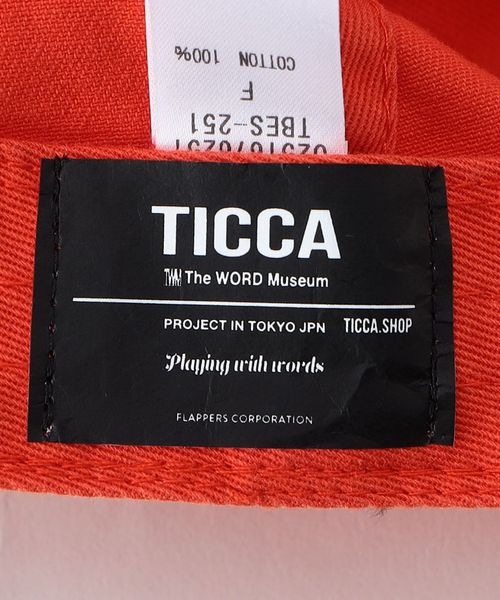 COTTON 100%
F
TBES-251
TICCA
The WORD Museum
PROJECT IN TOKYO JPN TICCA.SHOP
Playing with words
FLAPPERS CORPORATION